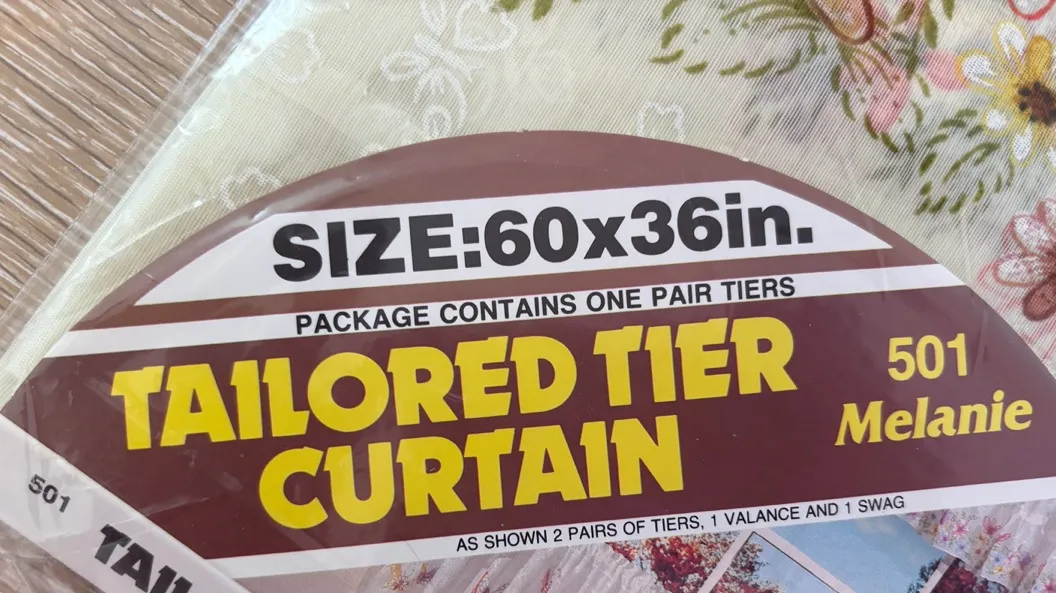 SIZE:60x36in.
PACKAGE CONTAINS ONE PAIR TIERS
TAILORED TIER
CURTAIN
501
Melanie
AS SHOWN 2 PAIRS OF TIERS, 1 VALANCE AND 1 SWAG
501